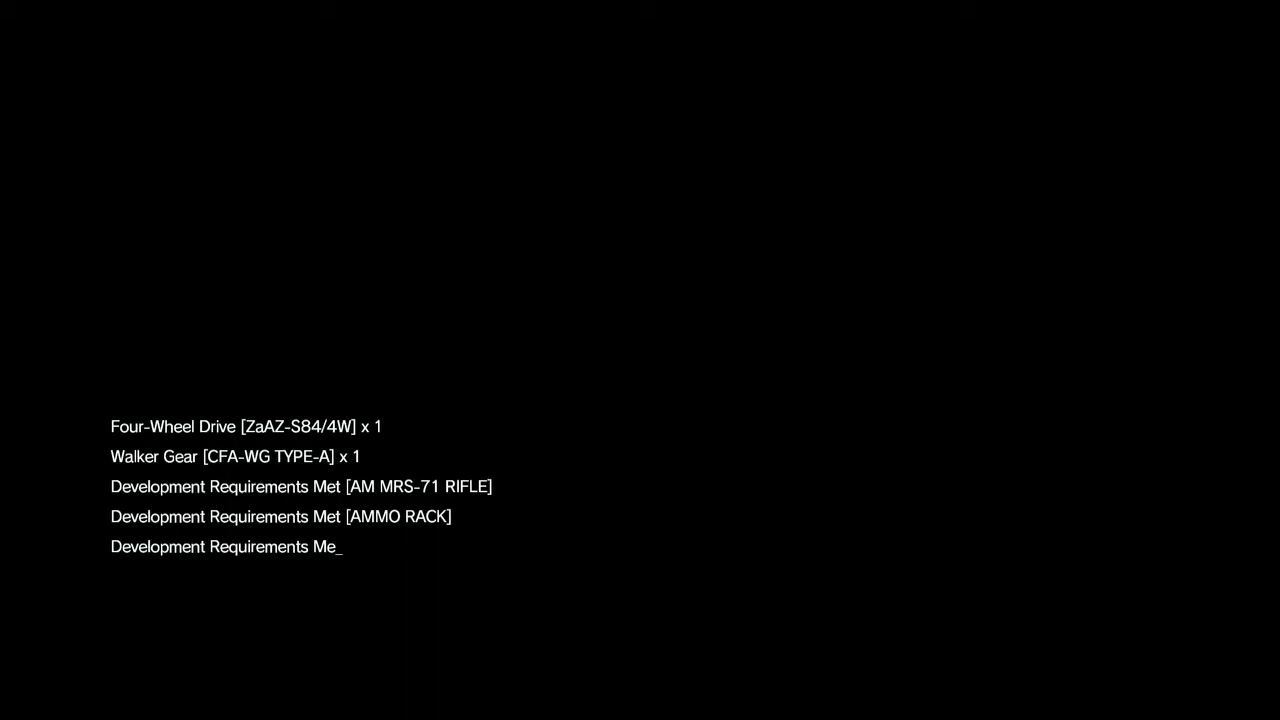 Four-Wheel Drive [ZaAZ-S84/4W] x 1
Walker Gear [CFA-WG TYPE-A] x 1
Development Requirements Met [AM MRS-71 RIFLE]
Development Requirements Met [AMMO RACK]
Development Requirements Me_